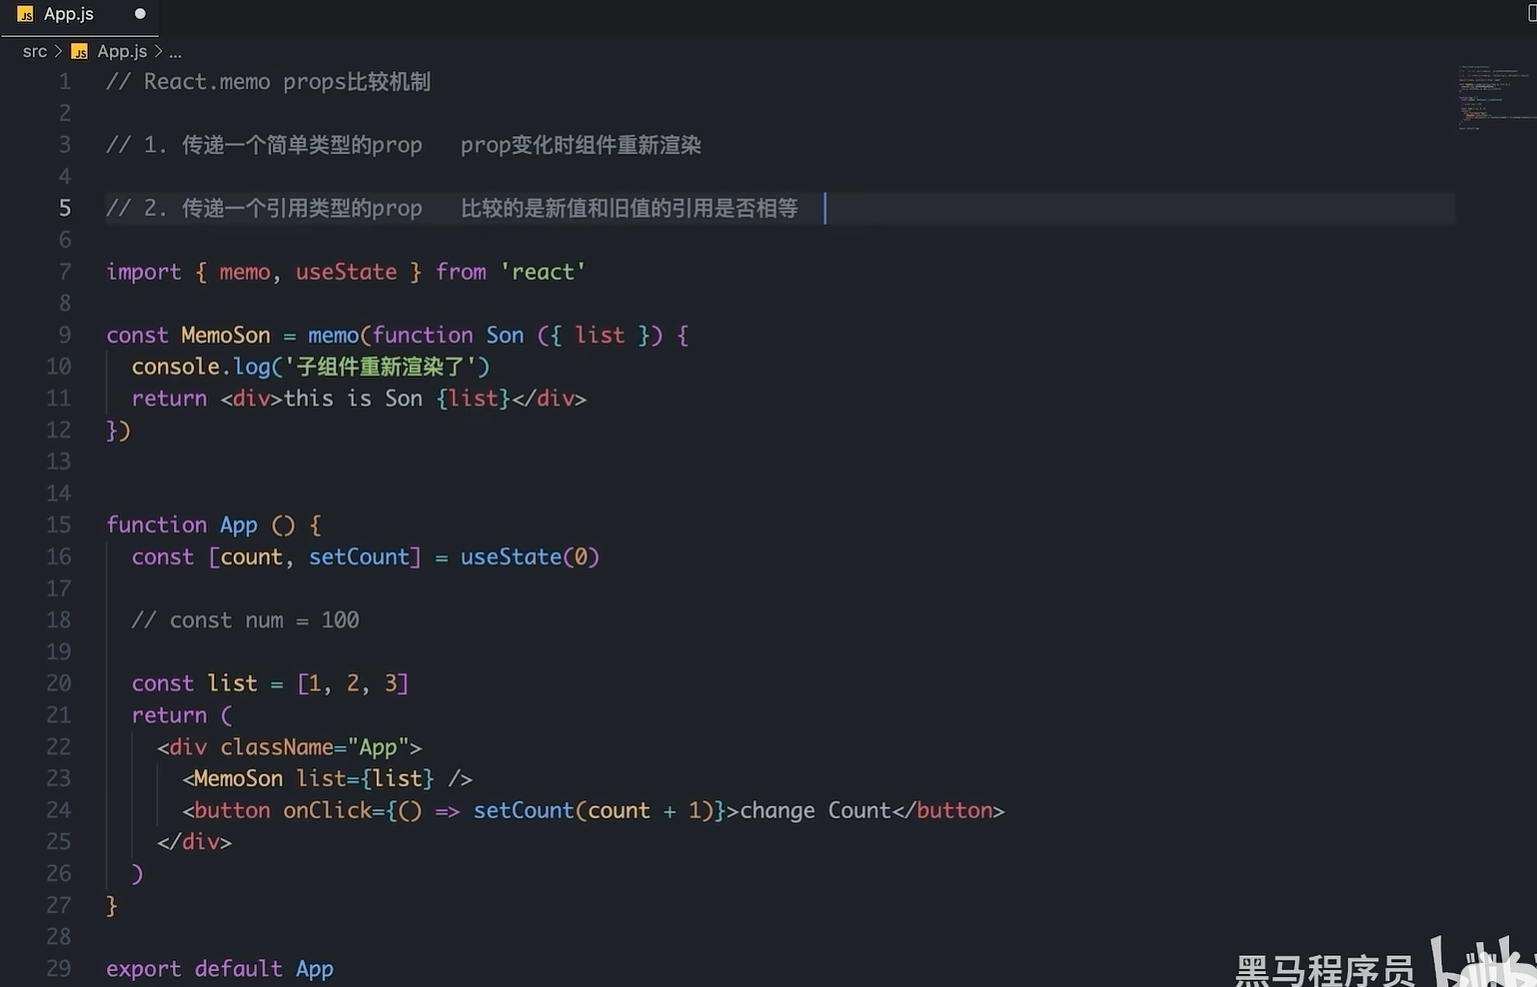 App.js
src > App.js > ...
1 // React.memo props比较机制
2
3 // 1. 传递一个简单类型的prop   prop变化时组件重新渲染
4
5 // 2. 传递一个引用类型的prop   比较的是新值和旧值的引用是否相等
6
7 import { memo, useState } from 'react'
8
9 const MemoSon = memo(function Son ({ list }) {
10   console.log('子组件重新渲染了')
11   return <div>this is Son {list}</div>
12 })
13
14
15 function App () {
16   const [count, setCount] = useState(0)
17
18   // const num = 100
19
20   const list = [1, 2, 3]
21   return (
22     <div className="App">
23       <MemoSon list={list} />
24       <button onClick={() => setCount(count + 1)}>change Count</button>
25     </div>
26   )
27 }
28
29 export default App
黑马程序员